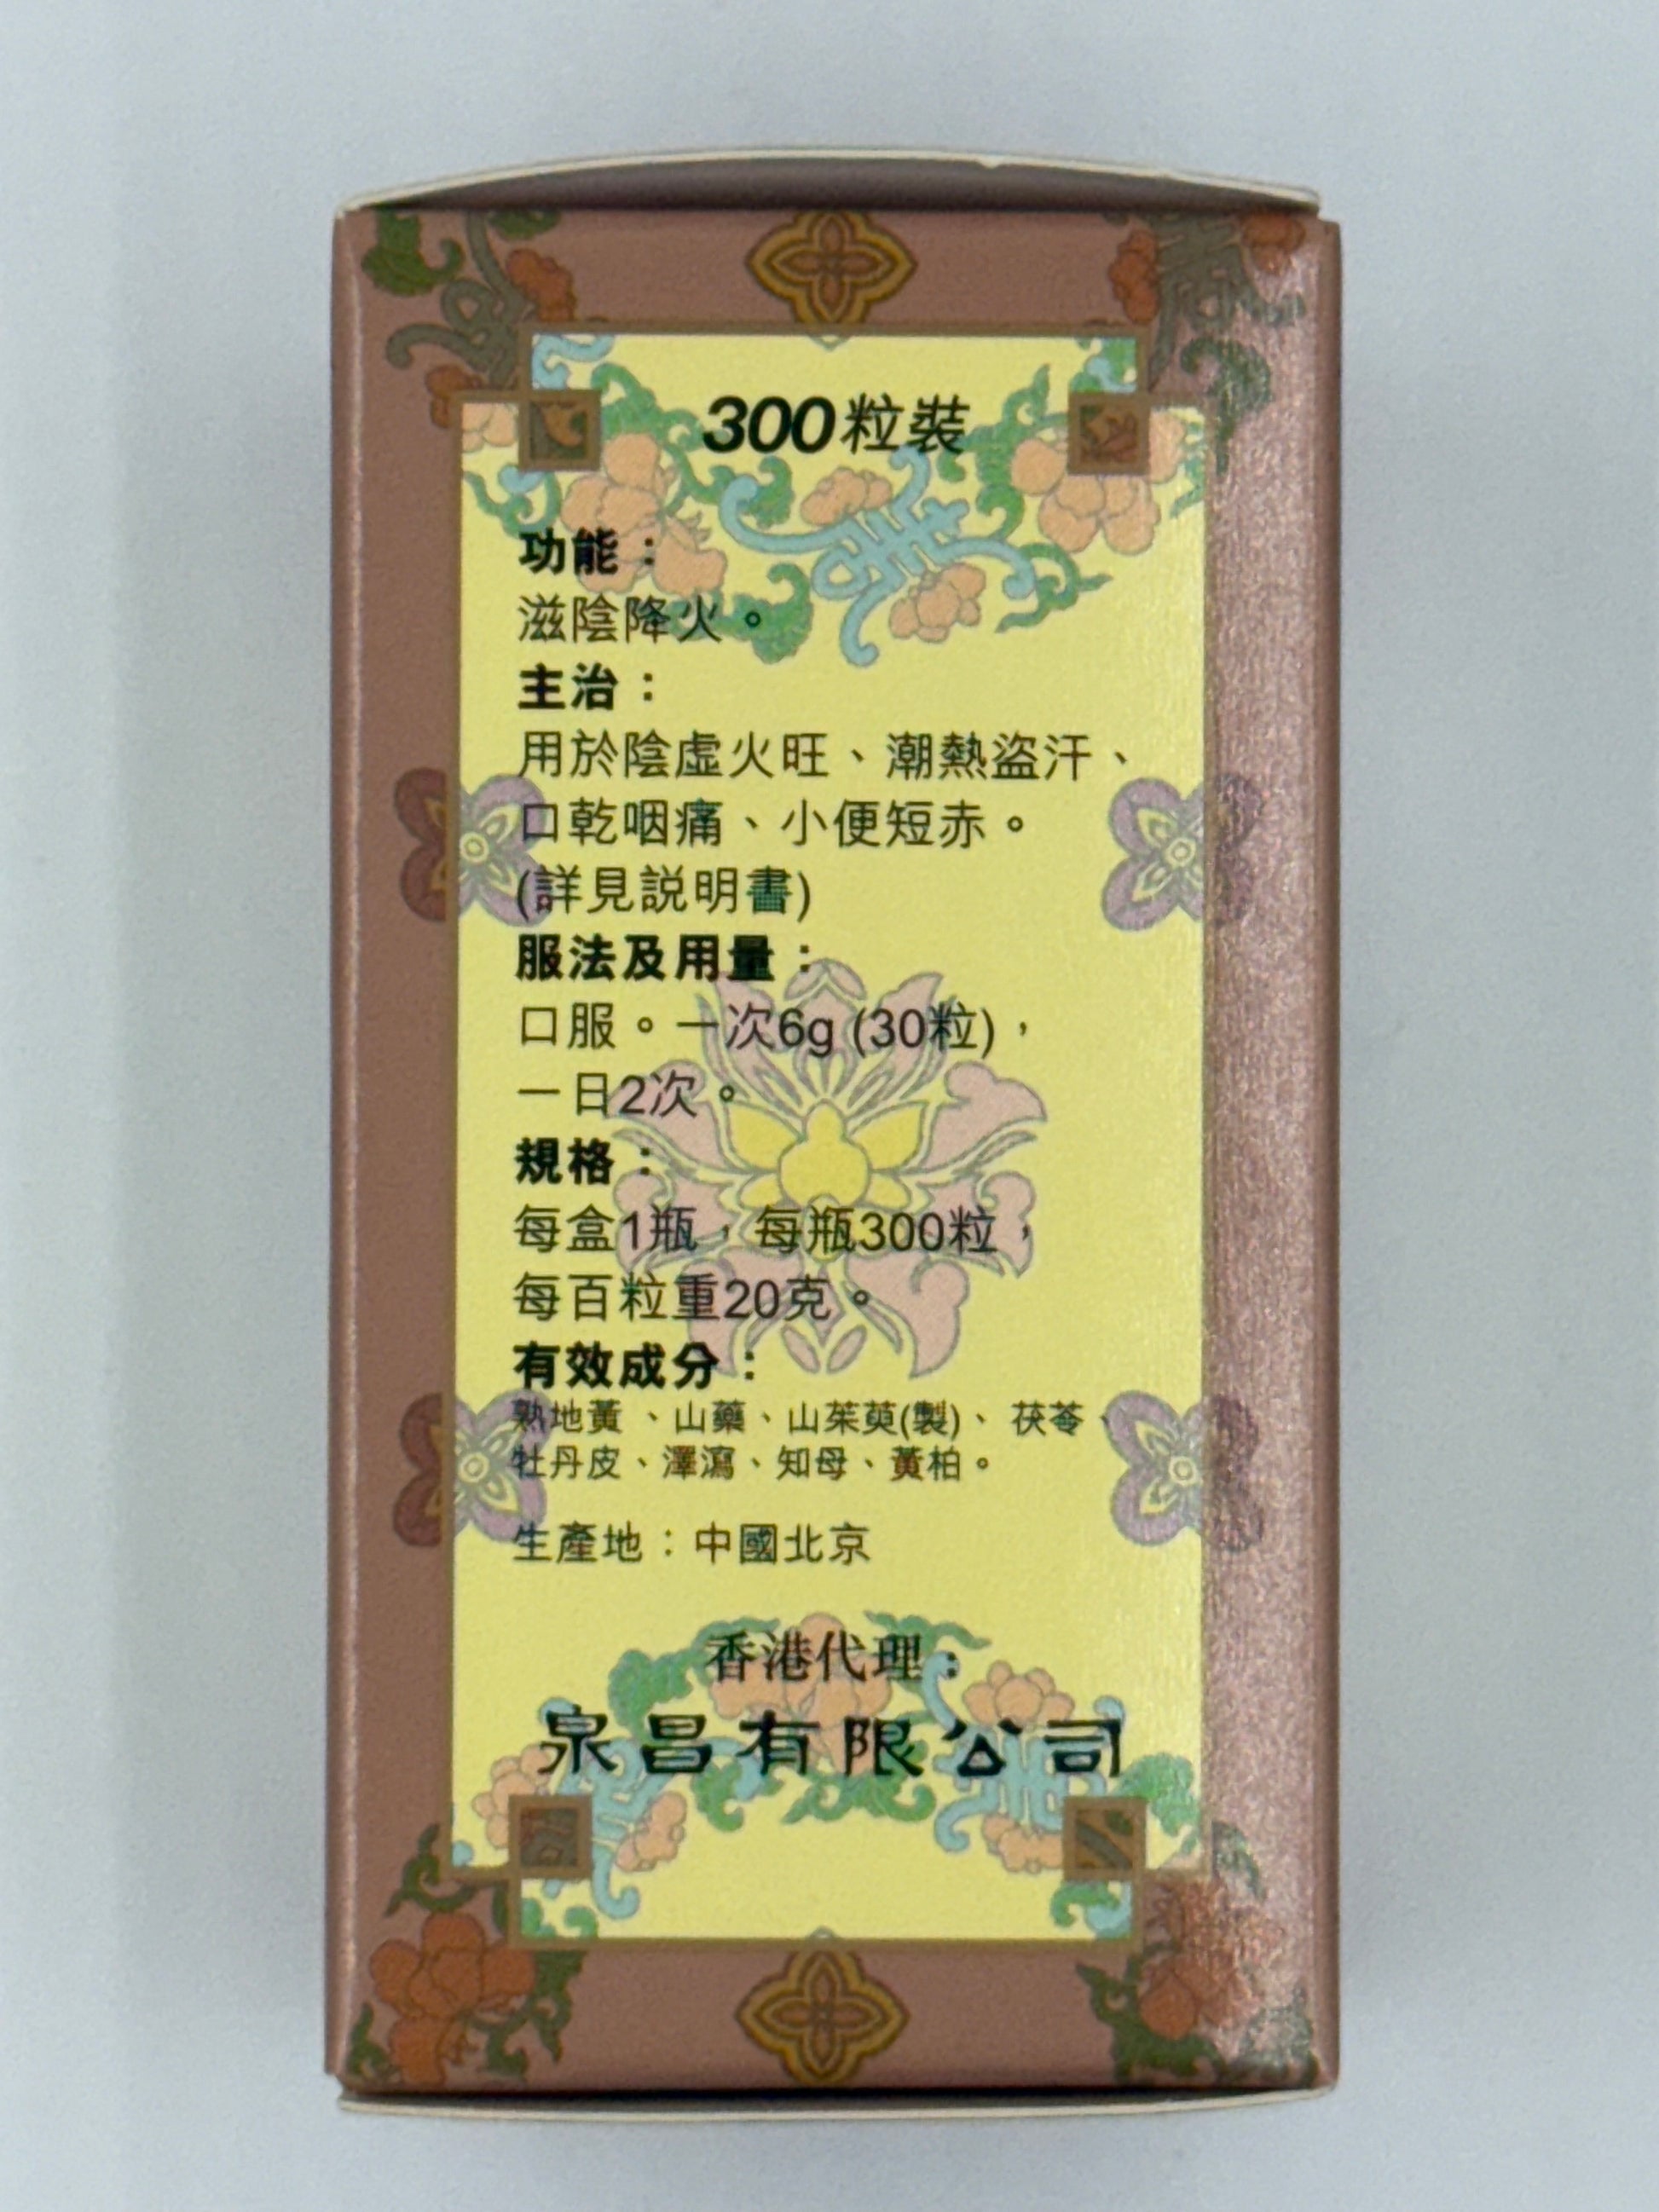 300粒裝
功能：
滋陰降火。
主治：
用於陰虛火旺、潮熱盜汗、
口乾咽痛、小便短赤。
(詳見説明書)
服法及用量：
口服。一次6g (30粒)，
一日2次。
規格：
每盒1瓶，每瓶300粒，
每百粒重20克。
有效成分：
熟地黃 、山藥、山茱萸(製)、 茯苓、
牡丹皮、澤瀉、知母、黃柏。
生產地：中國北京
香港代理：
泉昌有限公司